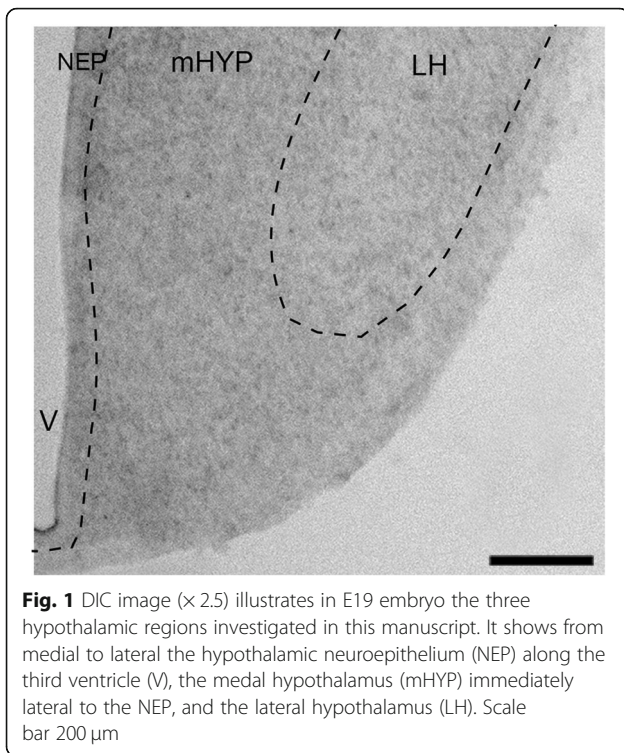 NEP
mHYP
LH
V
Fig. 1 DIC image (× 2.5) illustrates in E19 embryo the three
hypothalamic regions investigated in this manuscript. It shows from
medial to lateral the hypothalamic neuroepithelium (NEP) along the
third ventricle (V), the medal hypothalamus (mHYP) immediately
lateral to the NEP, and the lateral hypothalamus (LH). Scale
bar 200 μm